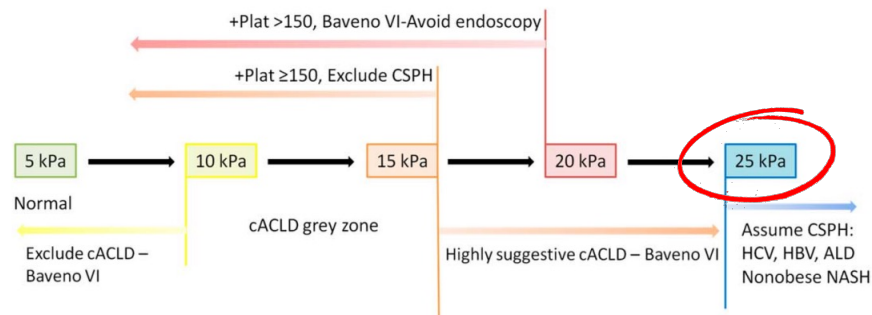 +Plat >150, Baveno VI-Avoid endoscopy
+Plat ≥150, Exclude CSPH
5 kPa
10 kPa
15 kPa
20 kPa
25 kPa
Normal
cACLD grey zone
Exclude cACLD –
Baveno VI
Highly suggestive cACLD – Baveno VI
Assume CSPH:
HCV, HBV, ALD
Nonobese NASH